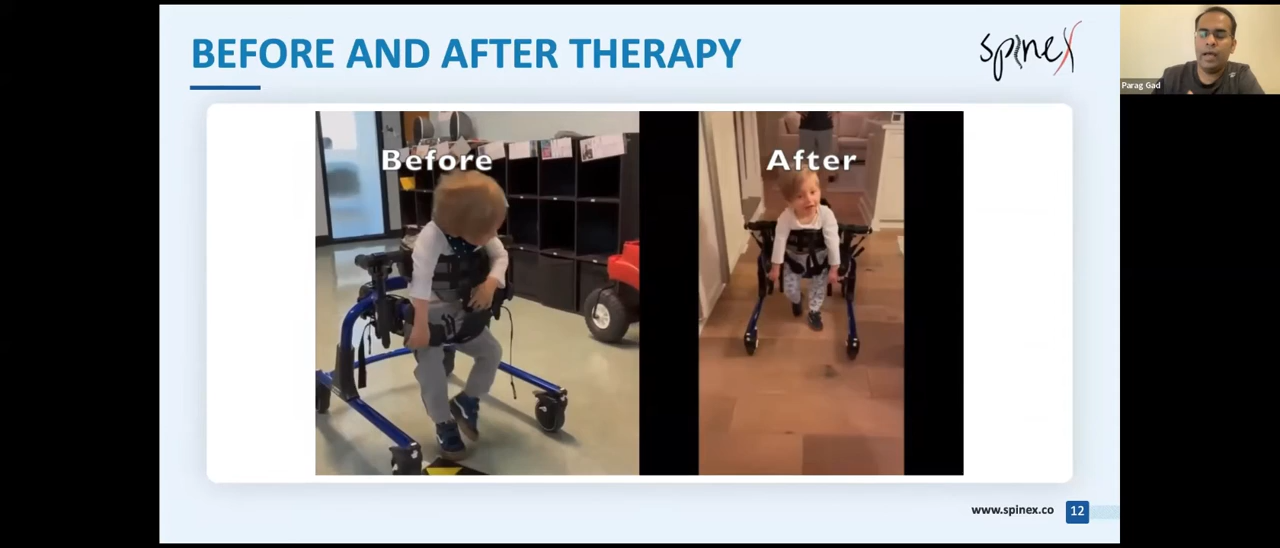 BEFORE AND AFTER THERAPY
spinex
Parag Gad
Before
After
www.spinex.co
12